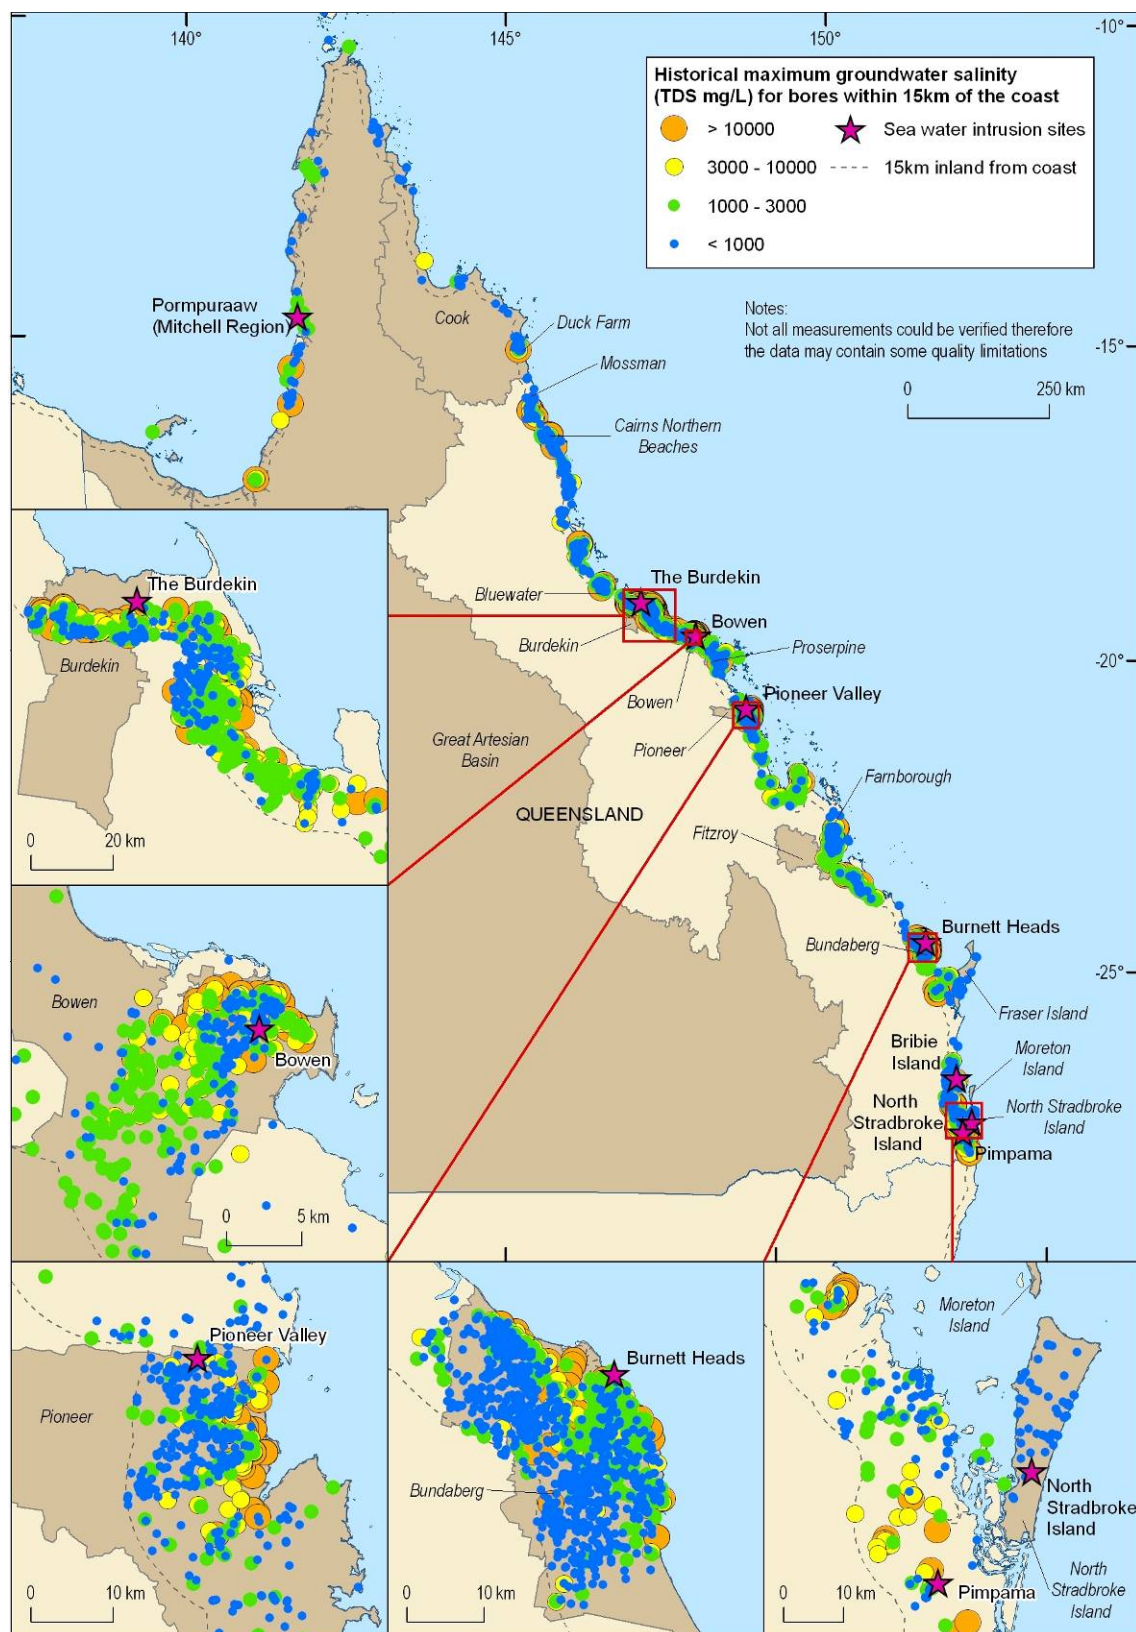 140°
145°
150°
-10°
Historical maximum groundwater salinity
(TDS mg/L) for bores within 15km of the coast
> 10000
Sea water intrusion sites
3000 - 10000
15km inland from coast
1000 - 3000
< 1000
Notes:
Not all measurements could be verified therefore
the data may contain some quality limitations
0
250 km
-15°
Pormpuraaw
(Mitchell Region)
Cook
Duck Farm
Mossman
Cairns Northern
Beaches
Bluewater
The Burdekin
Burdekin
Bowen
Proserpine
-20°
Bowen
Pioneer Valley
Pioneer
Great Artesian
Basin
QUEENSLAND
Farnborough
Fitzroy
Burnett Heads
Bundaberg
-25°
Fraser Island
Bribie
Island
Moreton
Island
North
Stradbroke
Island
North Stradbroke
Island
Pimpama
The Burdekin
Burdekin
0
20 km
Bowen
Bowen
0
5 km
Pioneer Valley
Pioneer
0
10 km
Burnett Heads
Bundaberg
0
10 km
Moreton
Island
North
Stradbroke
Island
North
Stradbroke
Island
Pimpama
0
10 km